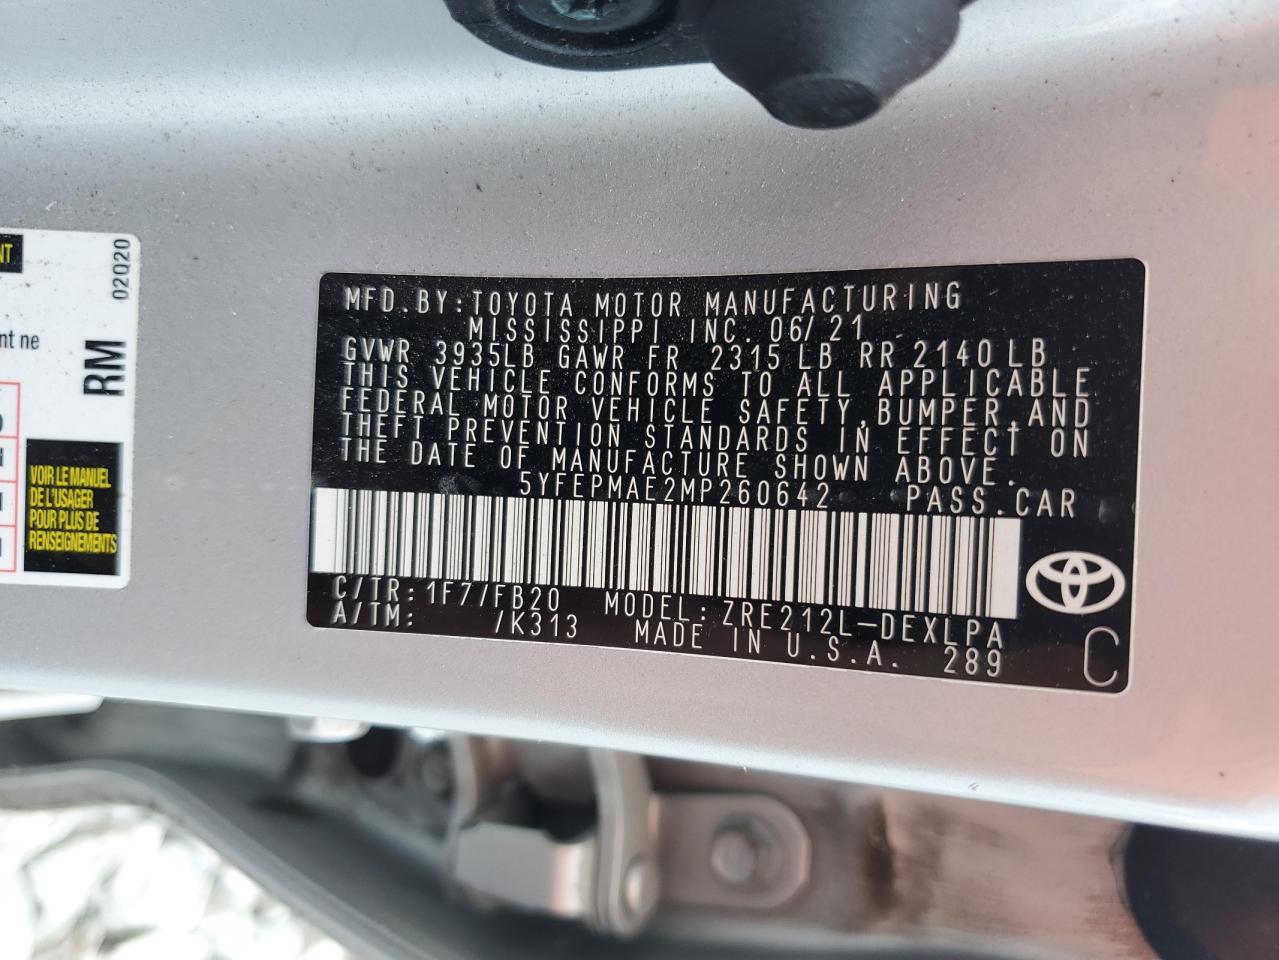 NT
02Q20
nt ne
RM
VOIR LE MANUEL
DE L'USAGER
POUR PLUS DE
RENSEIGNEMENTS
MFD. BY: TOYOTA MOTOR MANUFACTURING
MISSISSIPPI INC. 06/21
GVWR 3935LB GAWR FR 2315 LB RR 2140 LB
THIS VEHICLE CONFORMS TO ALL APPLICABLE
FEDERAL MOTOR VEHICLE SAFETY, BUMPER, AND
THEFT PREVENTION STANDARDS IN EFFECT ON
THE DATE OF MANUFACTURE SHOWN ABOVE.
5YFEPMAE2MP260642 PASS. CAR
C/TR: 1F7/FB20 MODEL: ZRE212L-DEXLPA
A/TM: /K313 MADE IN U.S.A. 289
C